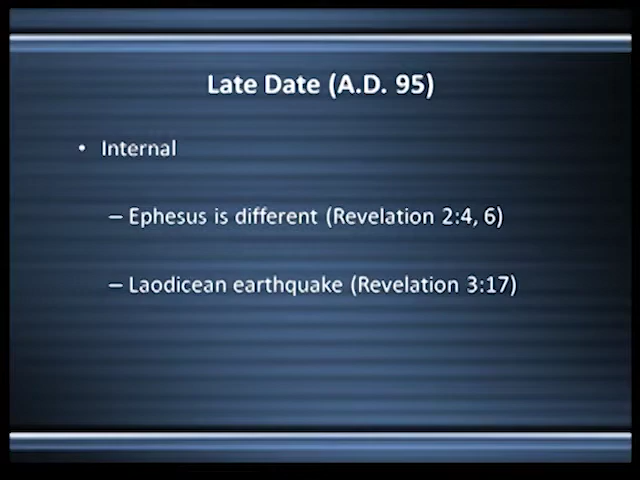 Late Date (A.D. 95)
• Internal
– Ephesus is different (Revelation 2:4, 6)
– Laodicean earthquake (Revelation 3:17)